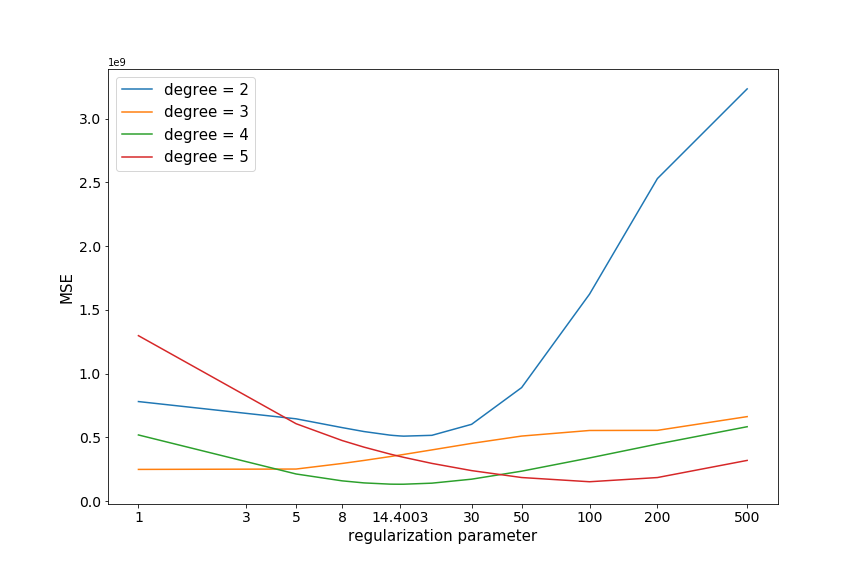 1e9
degree = 2
degree = 3
degree = 4
degree = 5
3.0
2.5
2.0
1.5
1.0
0.5
0.0
MSE
1 3 5 8 14.4003 30 50 100 200 500
regularization parameter